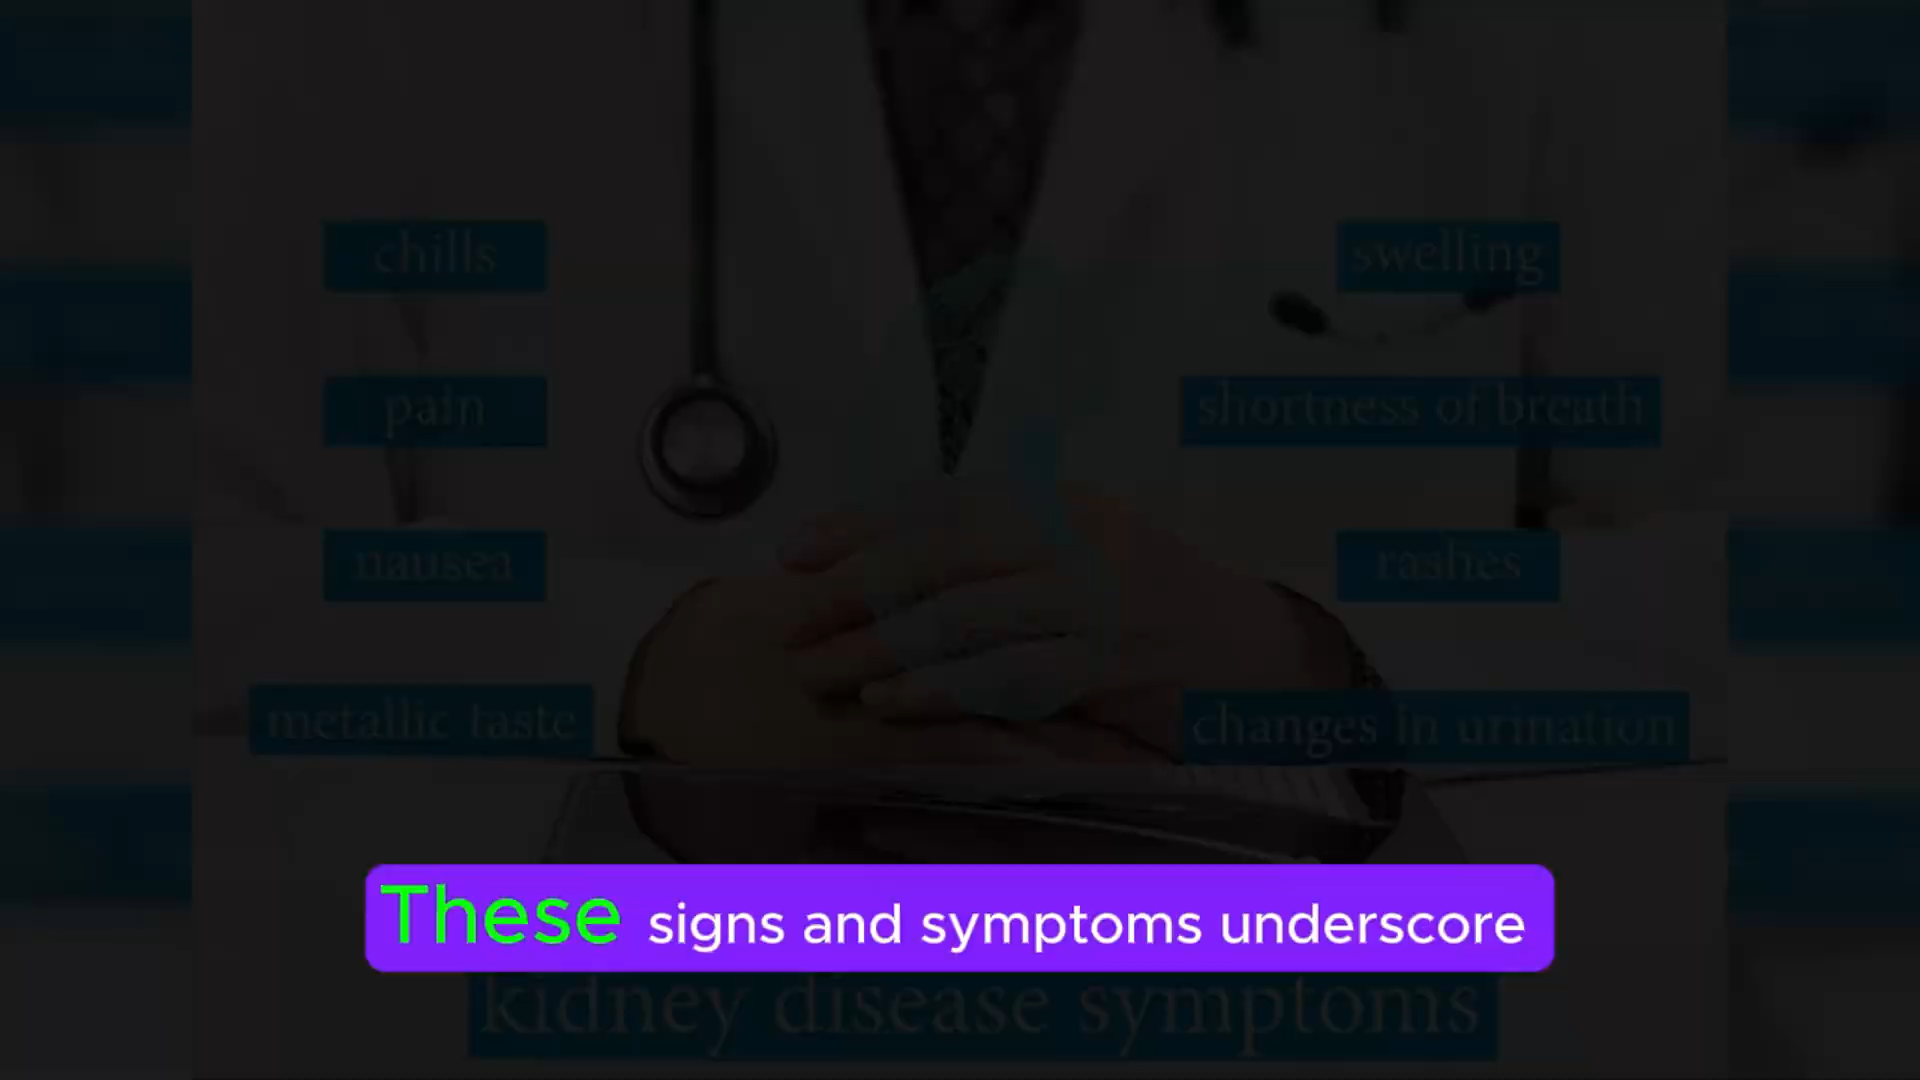 chills
swelling
pain
shortness of breath
nausea
rashes
metallic taste
changes in urination
These signs and symptoms underscore
kidney disease symptoms